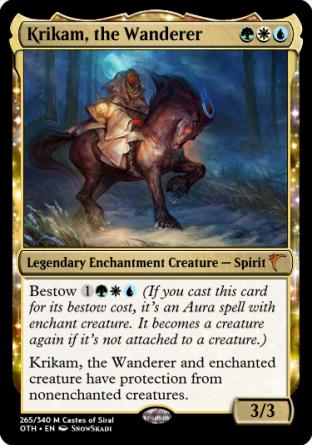 Krikam, the Wanderer
Legendary Enchantment Creature — Spirit
Bestow 1 (If you cast this card
for its bestow cost, it's an Aura spell with
enchant creature. It becomes a creature
again if it's not attached to a creature.)
Krikam, the Wanderer and enchanted
creature have protection from
nonenchanted creatures.
3/3
265/340 M Castes of Siral
OTH • EN SnowSkadi